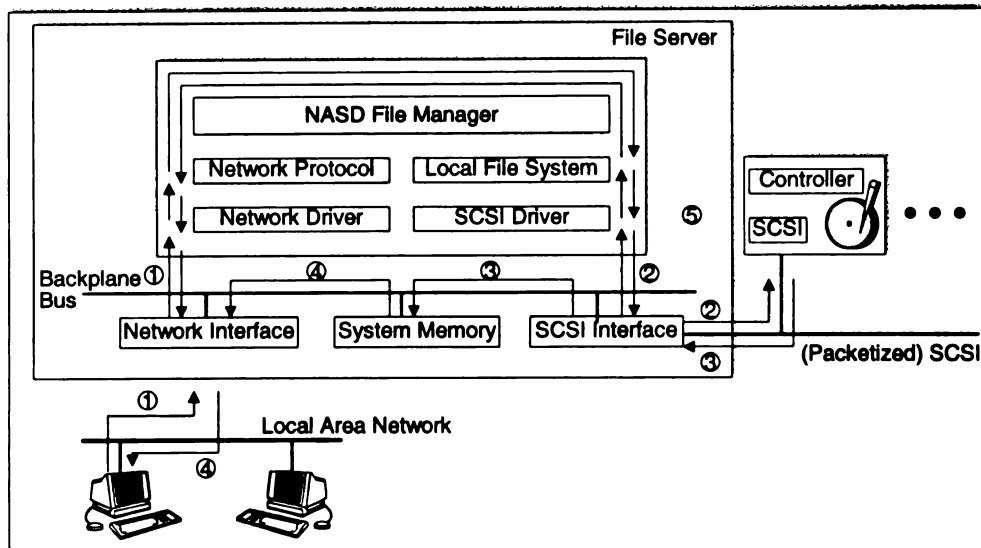 File Server
NASD File Manager
Network Protocol
Local File System
Network Driver
SCSI Driver
⑤
Controller
SCSI
Backplane
Bus
①
④
③
②
Network Interface
System Memory
SCSI Interface
②
③
(Packetized) SCSI
①
Local Area Network
④